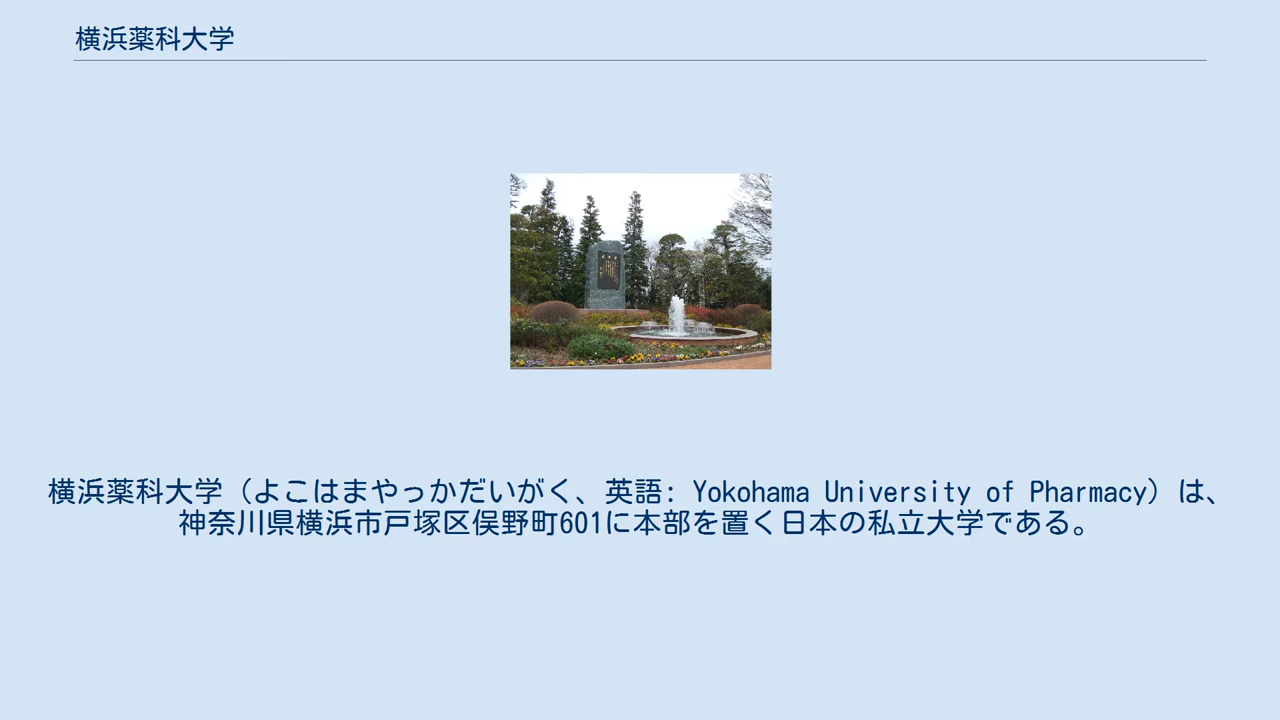 横浜薬科大学
横浜薬科大学（よこはまやっかだいがく、英語: Yokohama University of Pharmacy）は、
神奈川県横浜市戸塚区俣野町601に本部を置く日本の私立大学である。